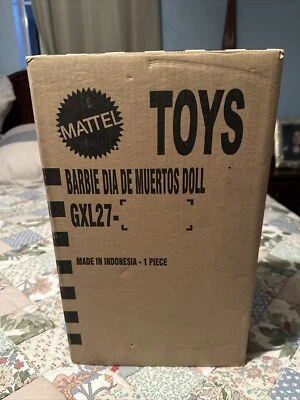 MATTEL
TOYS
BARBIE DIA DE MUERTOS DOLL
GXL27-
MADE IN INDONESIA - 1 PIECE